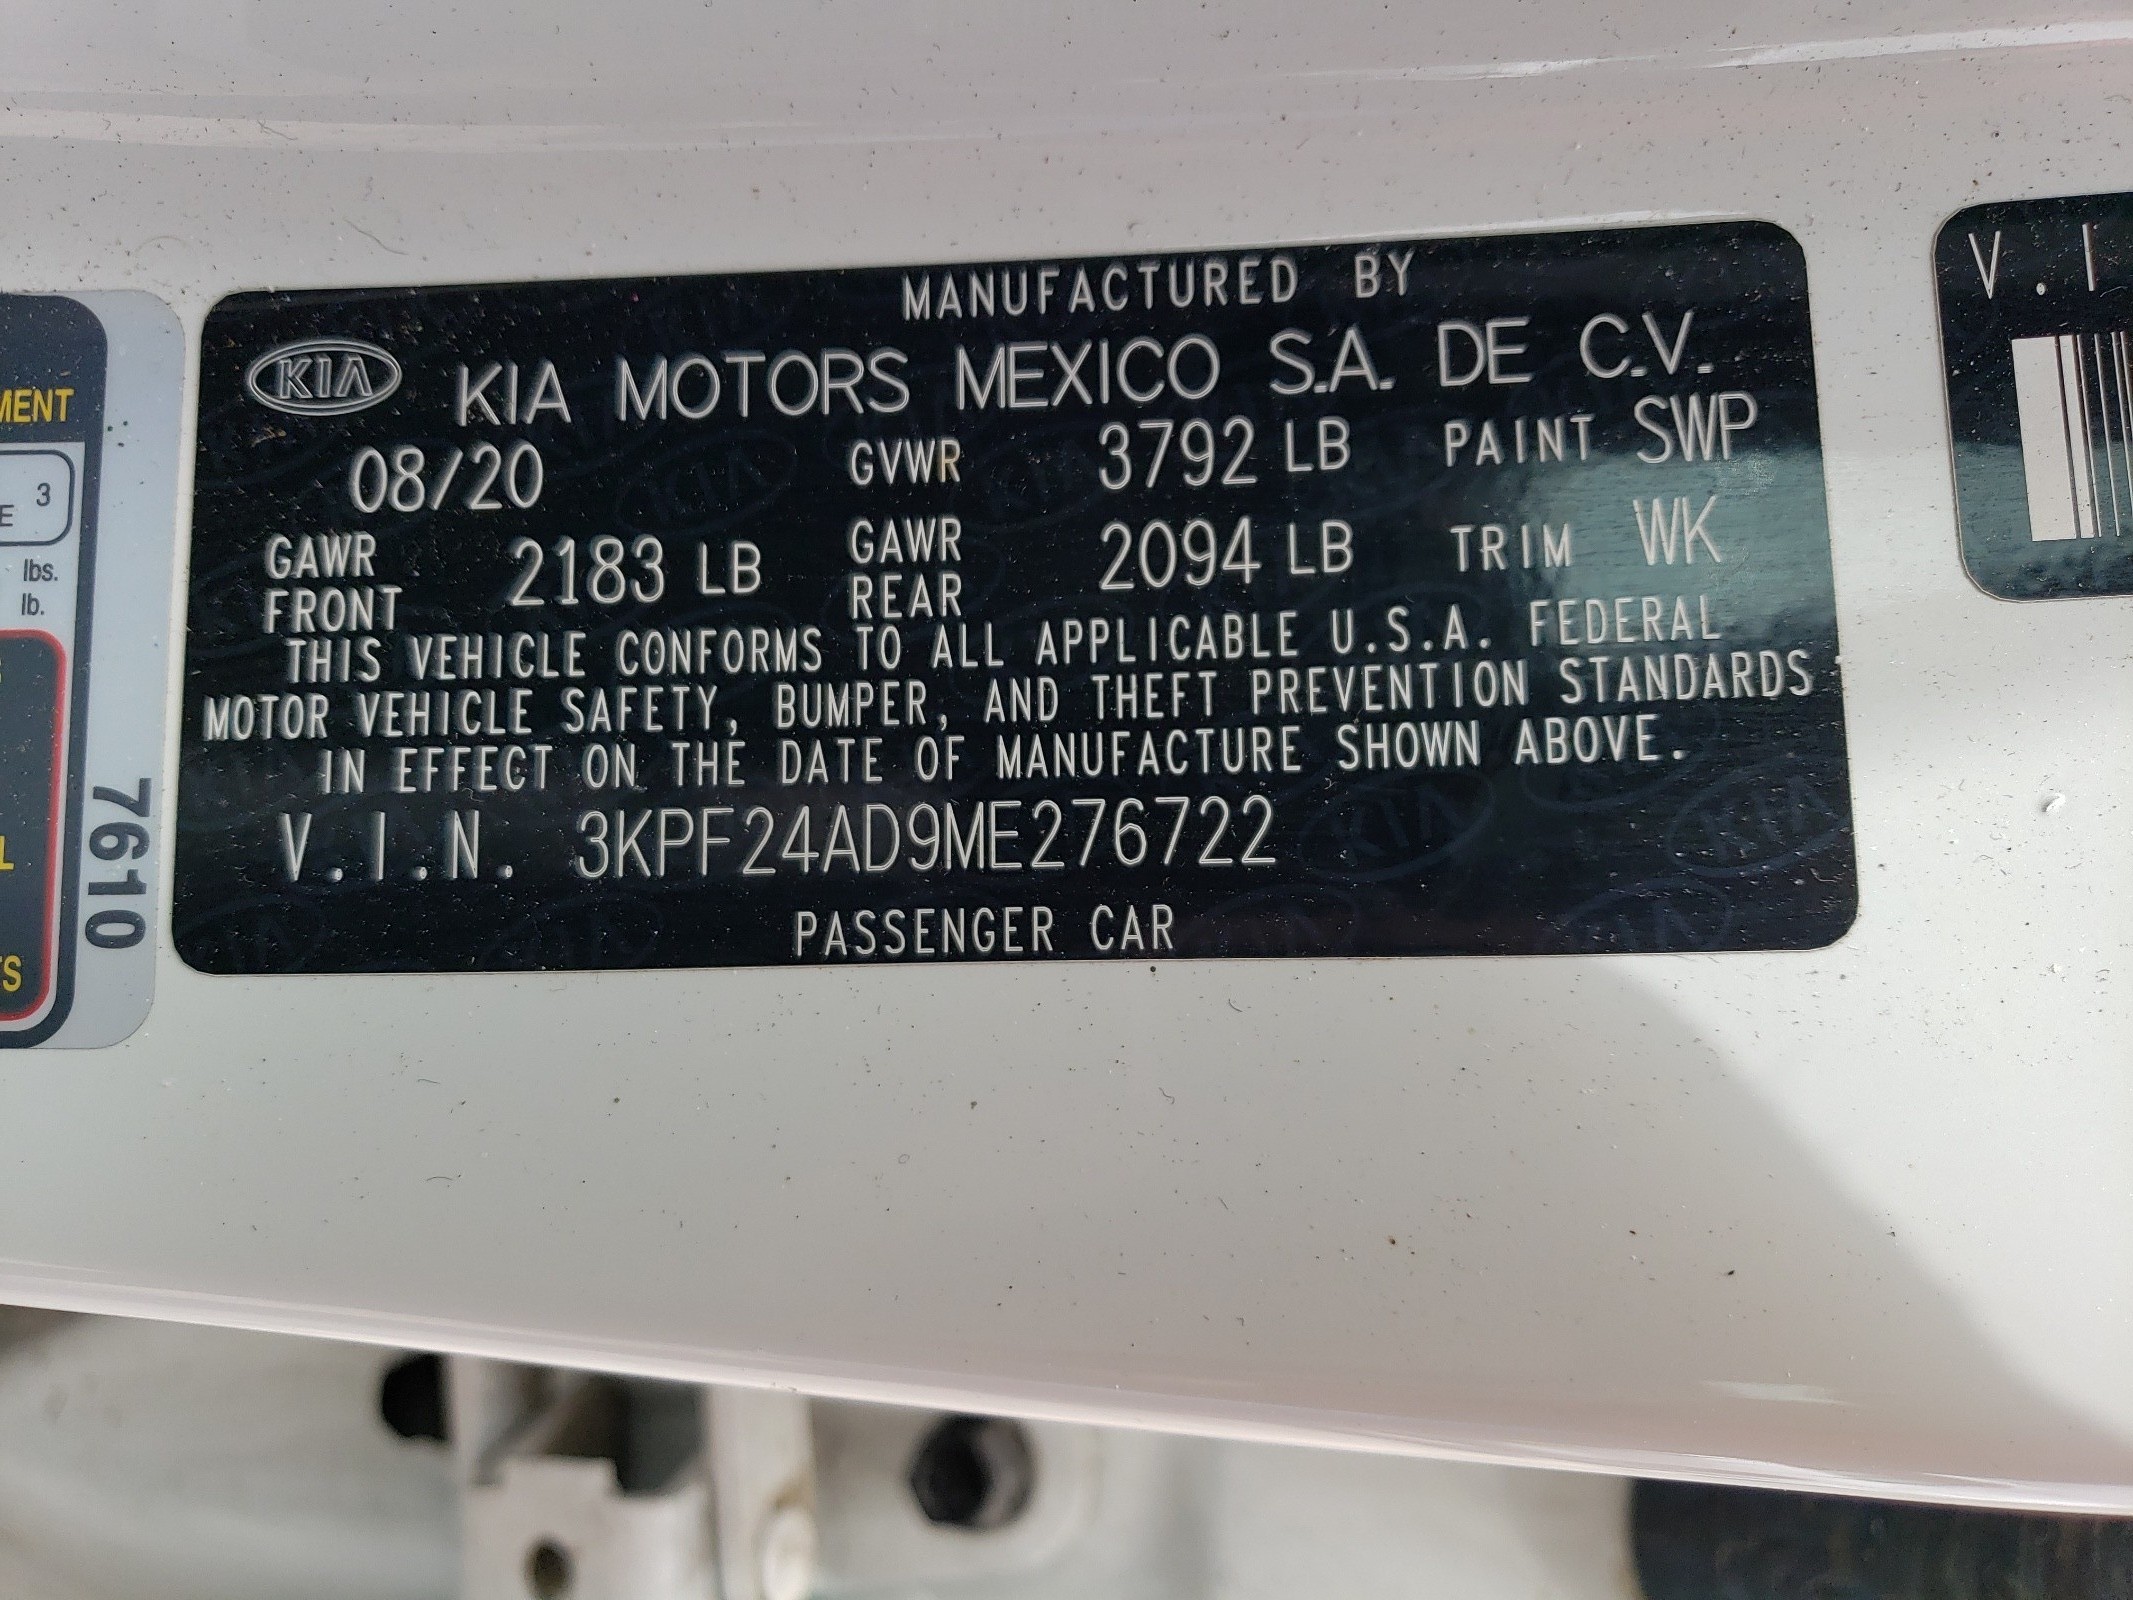 MANUFACTURED BY
KIA KIA MOTORS MEXICO S.A. DE C.V.
08/20 GVWR 3792 LB PAINT SWP
GAWR FRONT 2183 LB GAWR REAR 2094 LB TRIM WK
THIS VEHICLE CONFORMS TO ALL APPLICABLE U.S.A. FEDERAL
MOTOR VEHICLE SAFETY, BUMPER, AND THEFT PREVENTION STANDARDS
IN EFFECT ON THE DATE OF MANUFACTURE SHOWN ABOVE.
V.I.N. 3KPF24AD9ME276722
PASSENGER CAR
MENT
E 3
lbs.
lb.
L
TS
7610
V.I